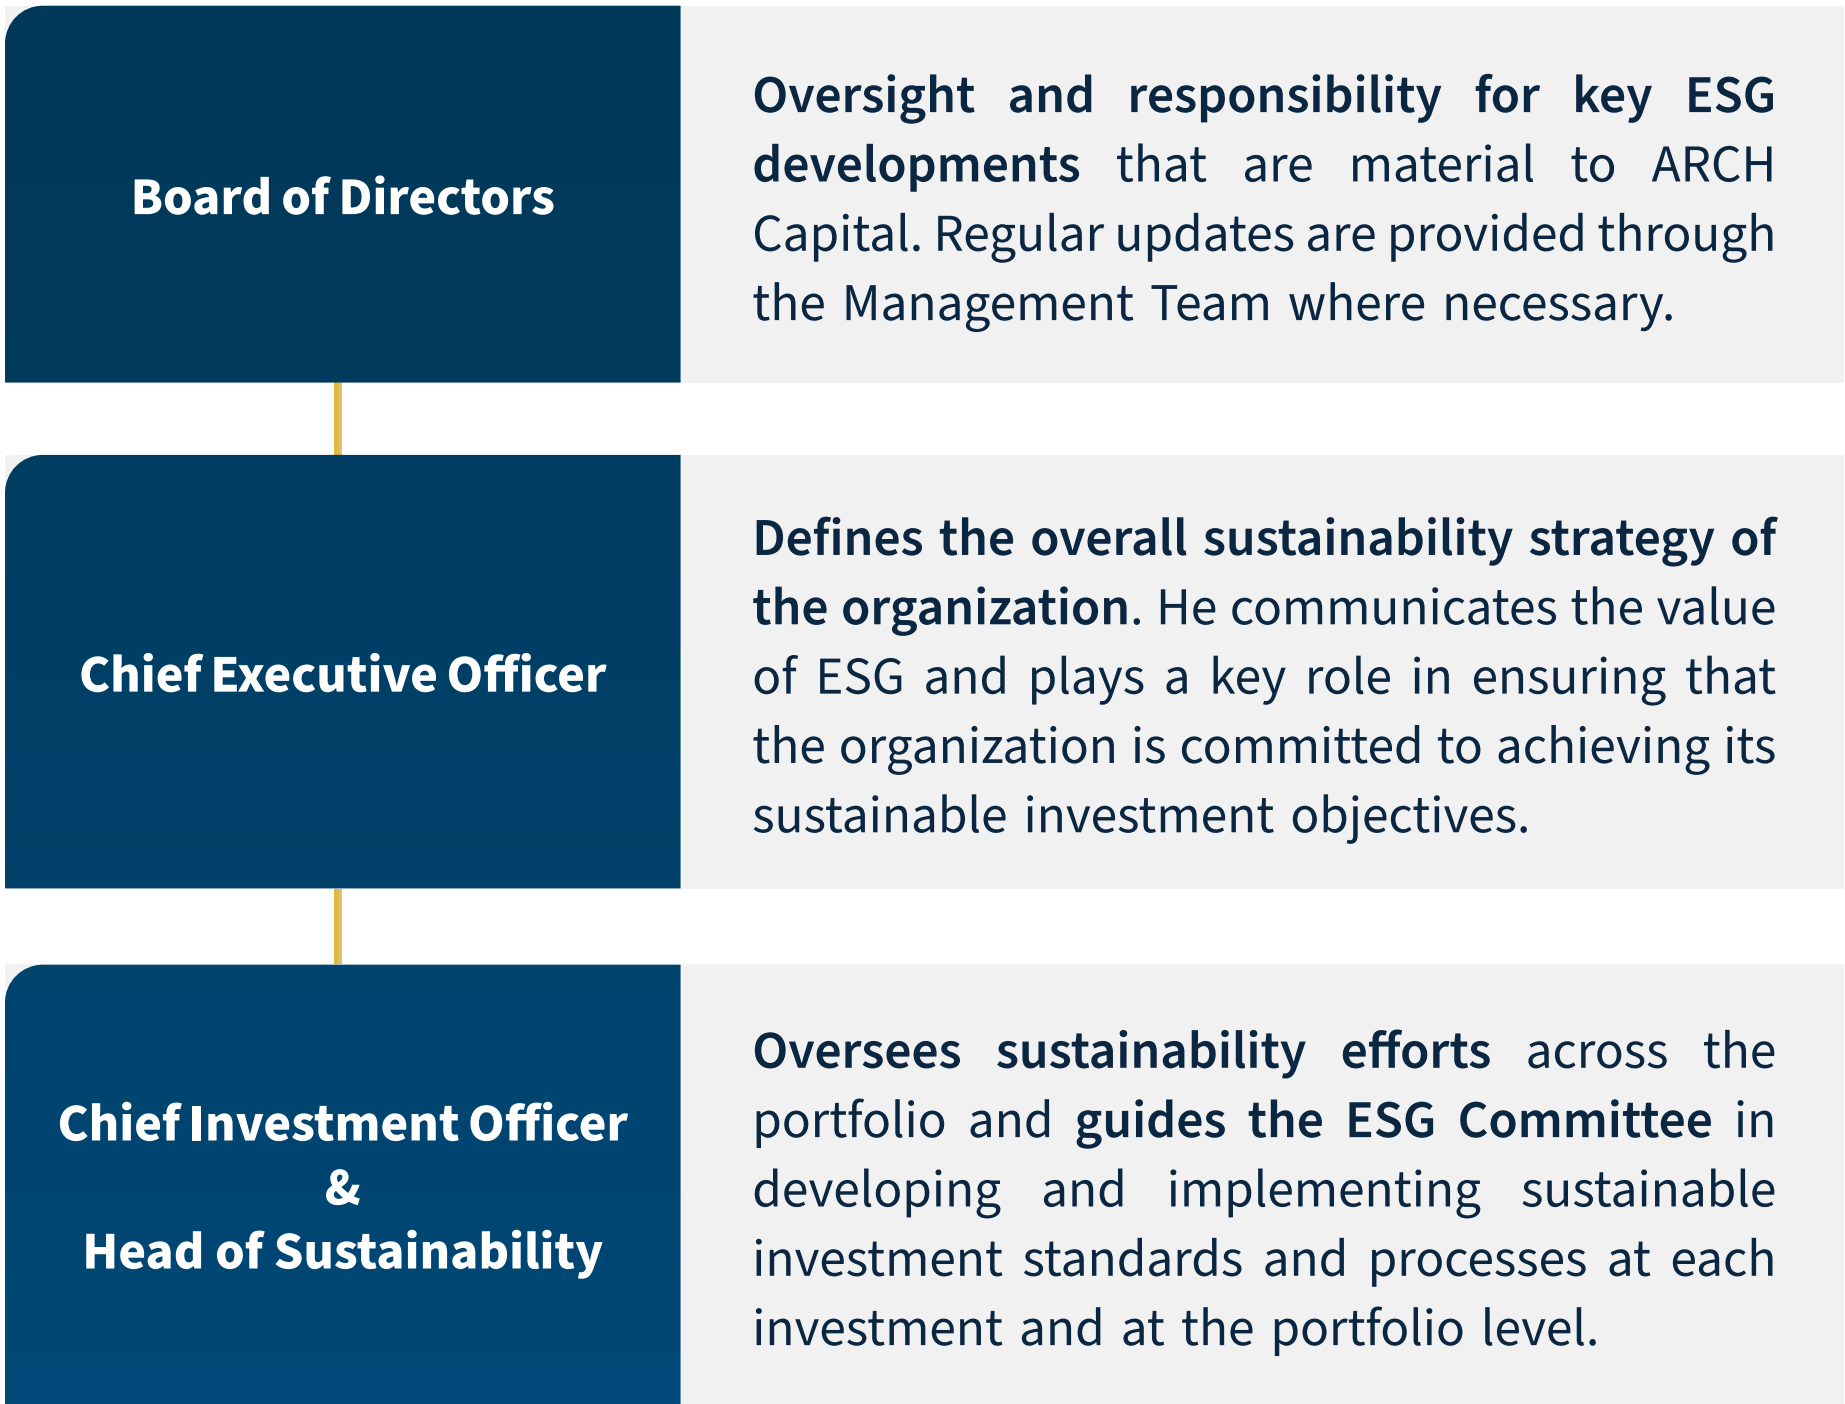 Board of Directors
Oversight and responsibility for key ESG
developments that are material to ARCH
Capital. Regular updates are provided through
the Management Team where necessary.
Chief Executive Officer
Defines the overall sustainability strategy of
the organization. He communicates the value
of ESG and plays a key role in ensuring that
the organization is committed to achieving its
sustainable investment objectives.
Chief Investment Officer
&
Head of Sustainability
Oversees sustainability efforts across the
portfolio and guides the ESG Committee in
developing and implementing sustainable
investment standards and processes at each
investment and at the portfolio level.